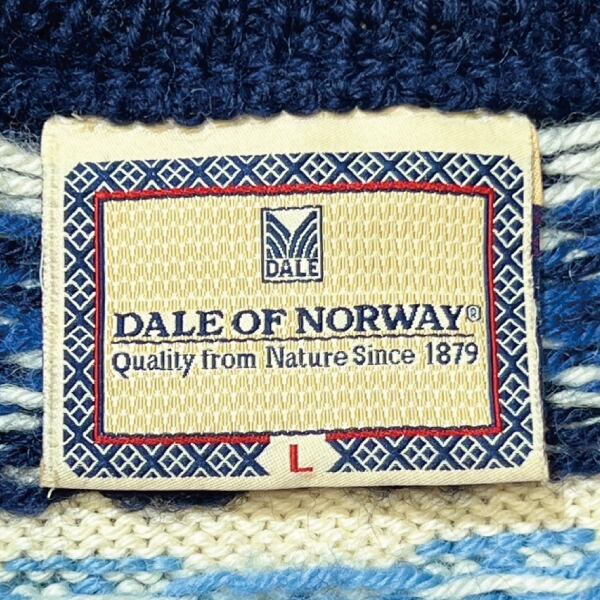 DALE
DALE OF NORWAY®
Quality from Nature Since 1879
L